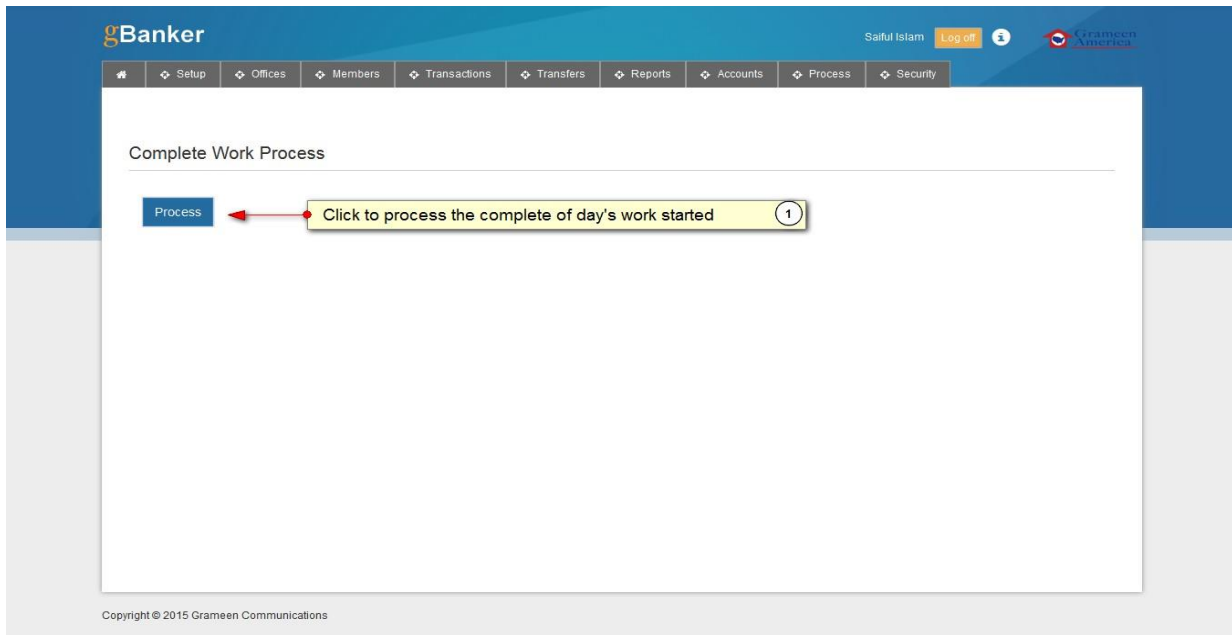 gBanker
Saiful Islam Log off i Grameen America
Setup Offices Members Transactions Transfers Reports Accounts Process Security
Complete Work Process
Process
Click to process the complete of day's work started 1
Copyright © 2015 Grameen Communications